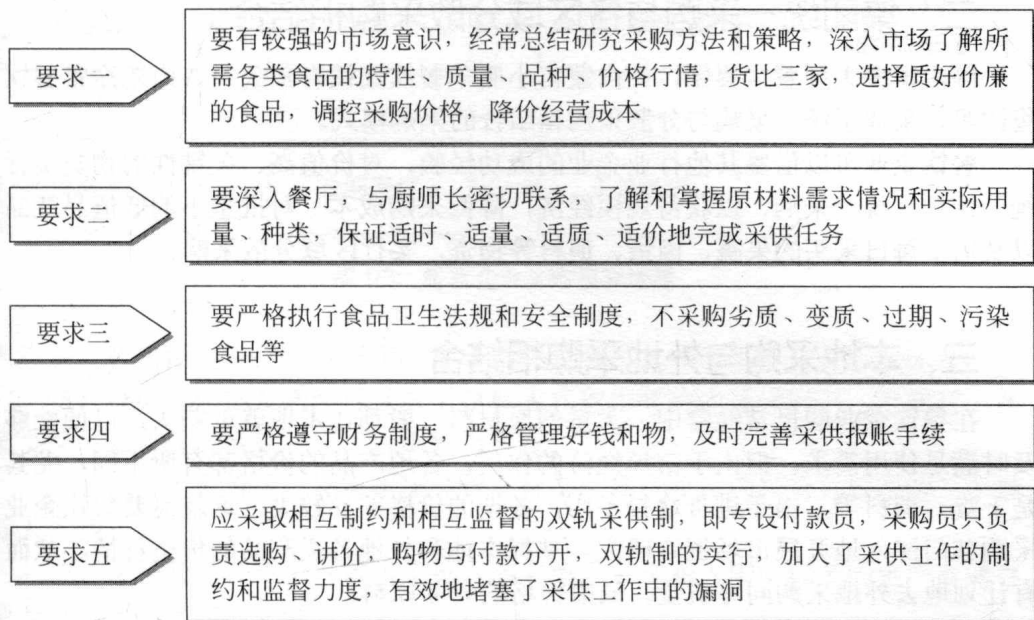 要求一
要有较强的市场意识，经常总结研究采购方法和策略，深入市场了解所
需各类食品的特性、质量、品种、价格行情，货比三家，选择质好价廉
的食品，调控采购价格，降价经营成本
要求二
要深入餐厅，与厨师长密切联系，了解和掌握原材料需求情况和实际用
量、种类，保证适时、适量、适质、适价地完成采供任务
要求三
要严格执行食品卫生法规和安全制度，不采购劣质、变质、过期、污染
食品等
要求四
要严格遵守财务制度，严格管理好钱和物，及时完善采供报账手续
要求五
应采取相互制约和相互监督的双轨采供制，即专设付款员，采购员只负
责选购、讲价，购物与付款分开，双轨制的实行，加大了采供工作的制
约和监督力度，有效地堵塞了采供工作中的漏洞